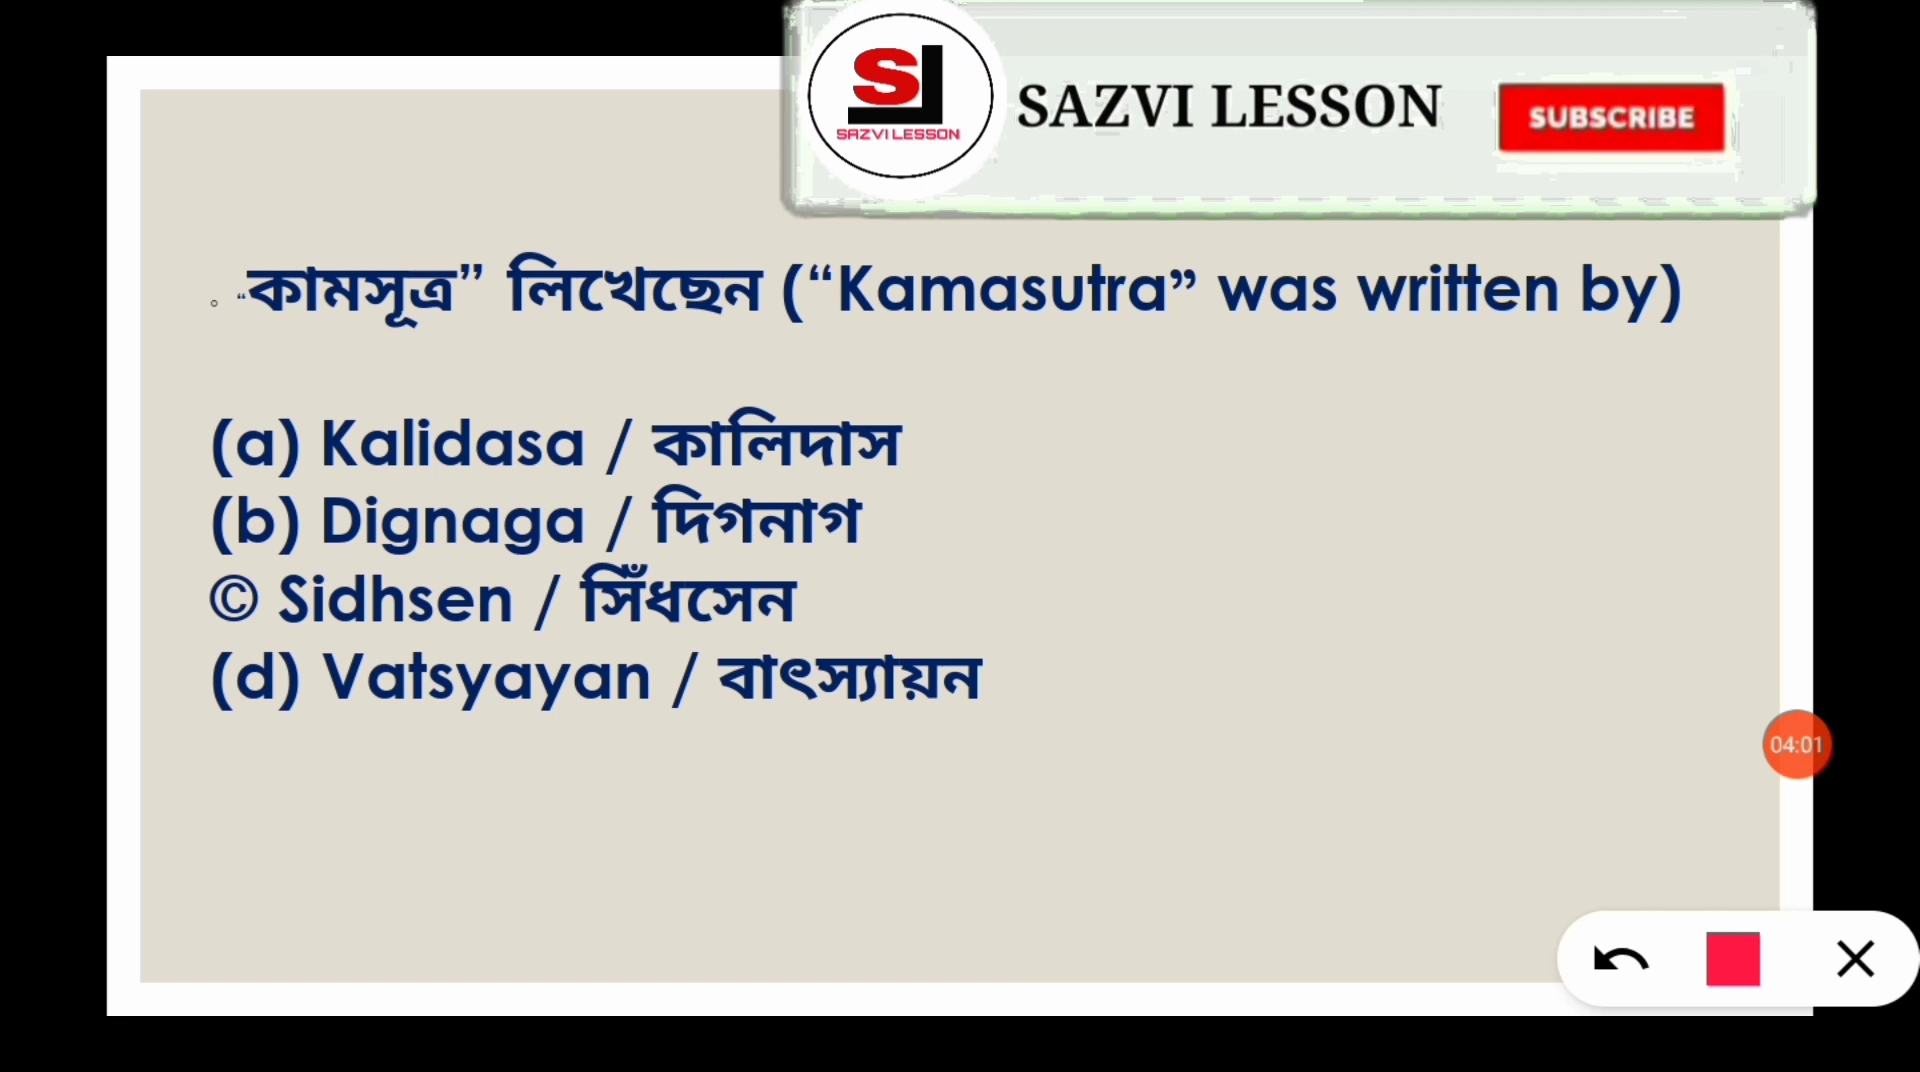 SAZVI LESSON
SAZVI LESSON
SUBSCRIBE
“কামসূত্র” লিখেছেন (“Kamasutra” was written by)
(a) Kalidasa / কালিদাস
(b) Dignaga / দিগনাগ
© Sidhsen / সিঁধসেন
(d) Vatsyayan / বাৎস্যায়ন
04:01